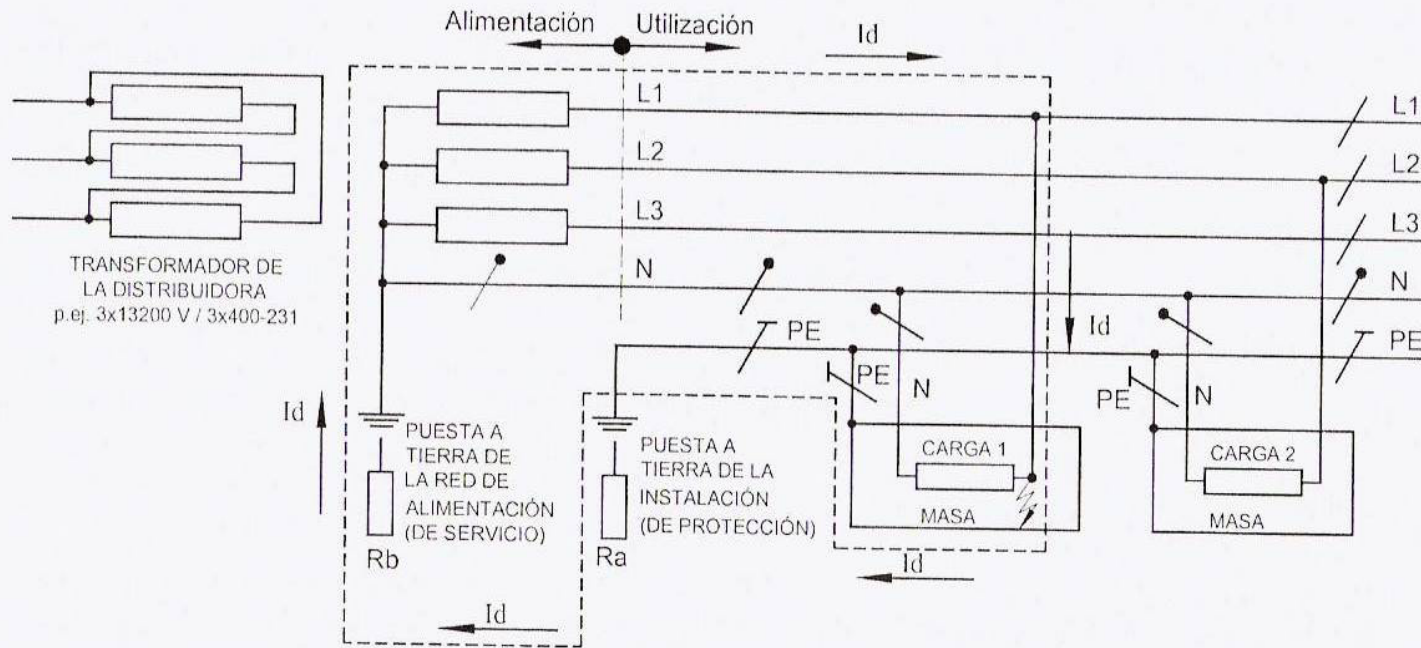 Alimentación
Utilización
Id
L1
L1
L2
L2
L3
L3
N
N
TRANSFORMADOR DE
LA DISTRIBUIDORA
p.ej. 3x13200 V / 3x400-231
PE
Id
PE
PE
N
PE
N
Id
PUESTA A
TIERRA DE
LA RED DE
ALIMENTACIÓN
(DE SERVICIO)
Rb
PUESTA A
TIERRA DE LA
INSTALACIÓN
(DE PROTECCIÓN)
Ra
CARGA 1
MASA
CARGA 2
MASA
Id
Id